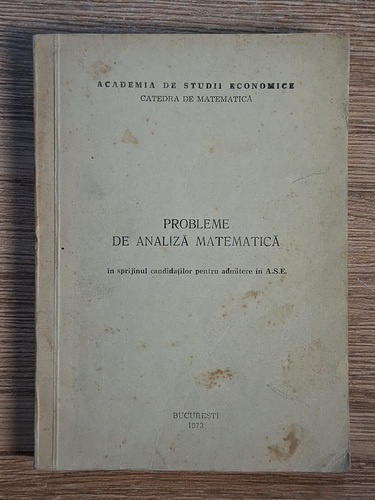 ACADEMIA DE STUDII ECONOMICE
CATEDRA DE MATEMATICĂ
PROBLEME
DE ANALIZĂ MATEMATICĂ
în sprijinul candidaților pentru admitere în A.S.E.
BUCUREȘTI
1973